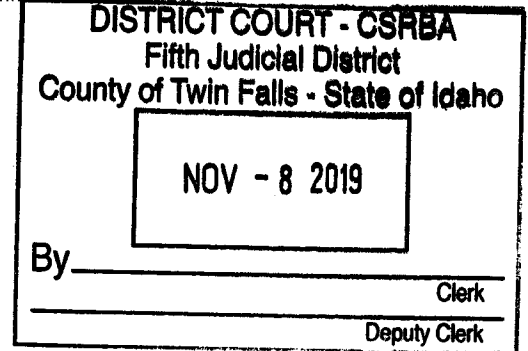 DISTRICT COURT - CSRBA
Fifth Judicial District
County of Twin Falls - State of Idaho
NOV - 8 2019
By
Clerk
Deputy Clerk